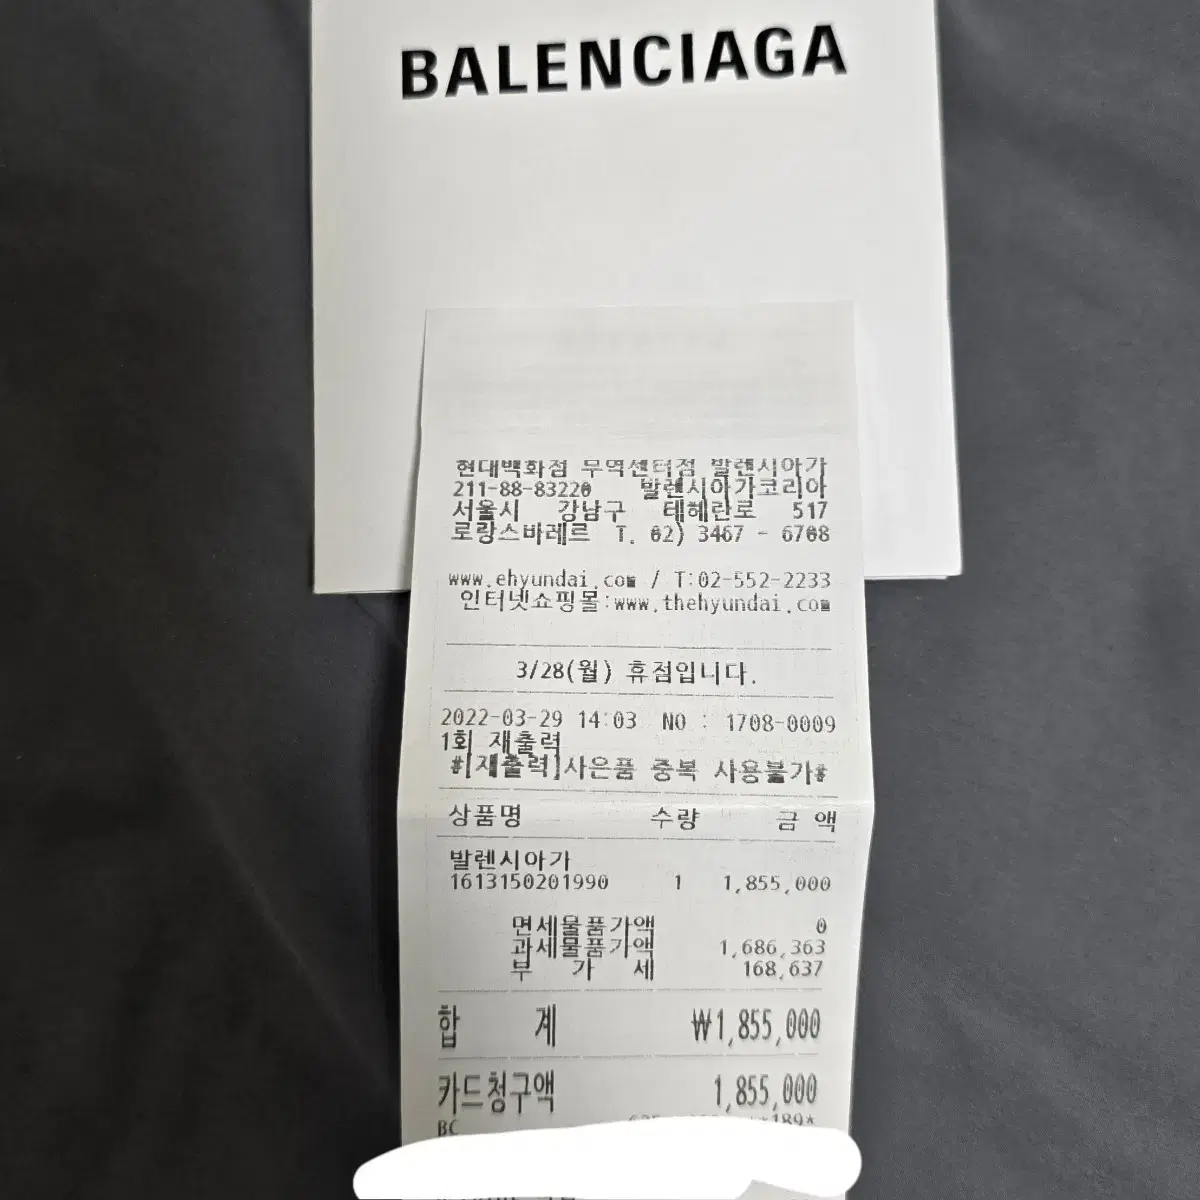 BALENCIAGA
현대백화점 무역센터점 발렌시아가
211-88-83220 발렌시아가코리아
서울시 강남구 테헤란로 517
로랑스바레르 T. 02) 3467 - 6708
www.ehyundai.com / T:02-552-2233
인터넷쇼핑몰:www.thehyundai.com
3/28(월) 휴점입니다.
2022-03-29 14:03 NO : 1708-0009
1회 재출력
#[재출력]사은품 중복 사용불가#
상품명 수량 금 액
발렌시아가
1613150201990 1 1,855,000
면세물품가액 0
과세물품가액 1,686,363
부 가 세 168,637
합 계 ₩1,855,000
카드청구액 1,855,000
BC